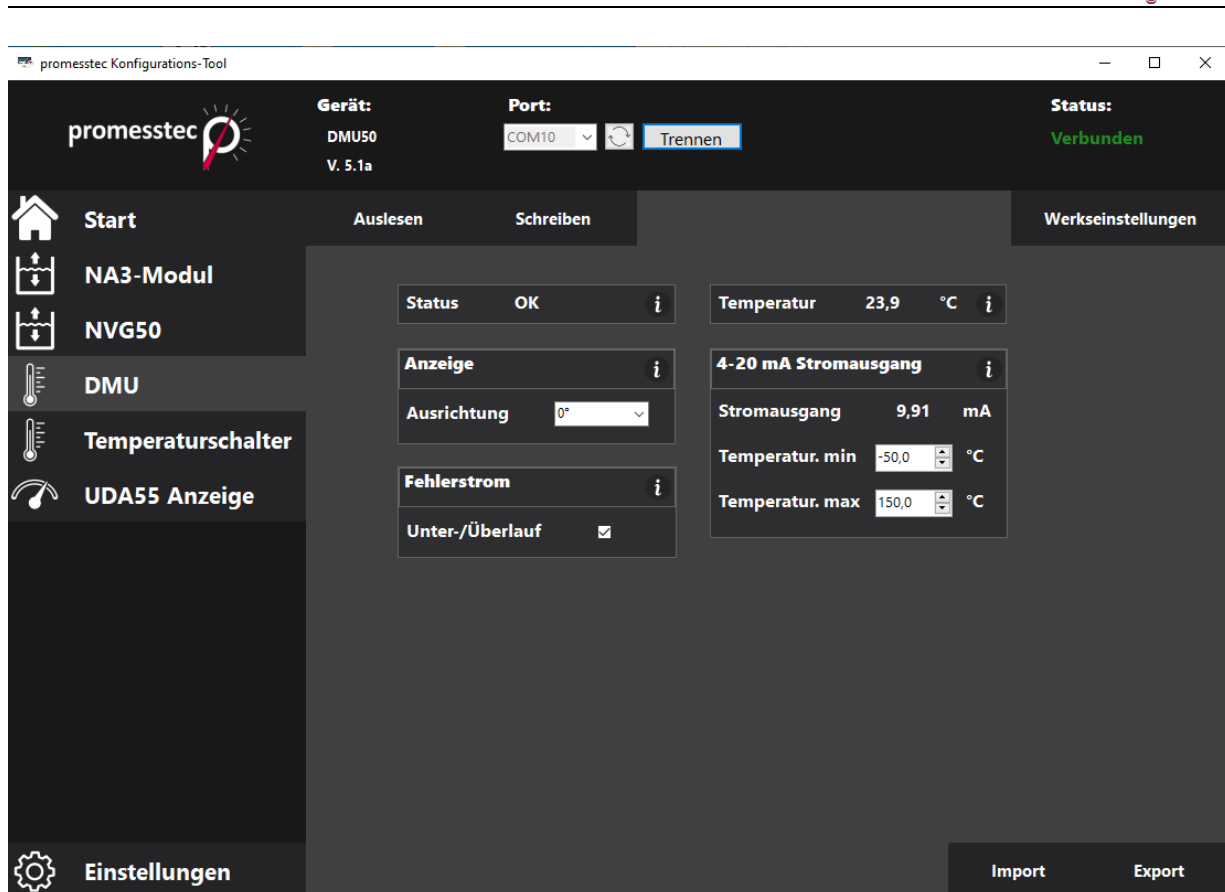 promesstec Konfigurations-Tool
promesstec
Gerät:
DMU50
V. 5.1a
Port:
COM10
Trennen
Status:
Verbunden
Start
NA3-Modul
NVG50
DMU
Temperaturschalter
UDA55 Anzeige
Einstellungen
Auslesen
Schreiben
Werkseinstellungen
Status OK i
Anzeige i
Ausrichtung 0°
Fehlerstrom i
Unter-/Überlauf
Temperatur 23,9 °C i
4-20 mA Stromausgang i
Stromausgang 9,91 mA
Temperatur. min -50,0 °C
Temperatur. max 150,0 °C
Import
Export